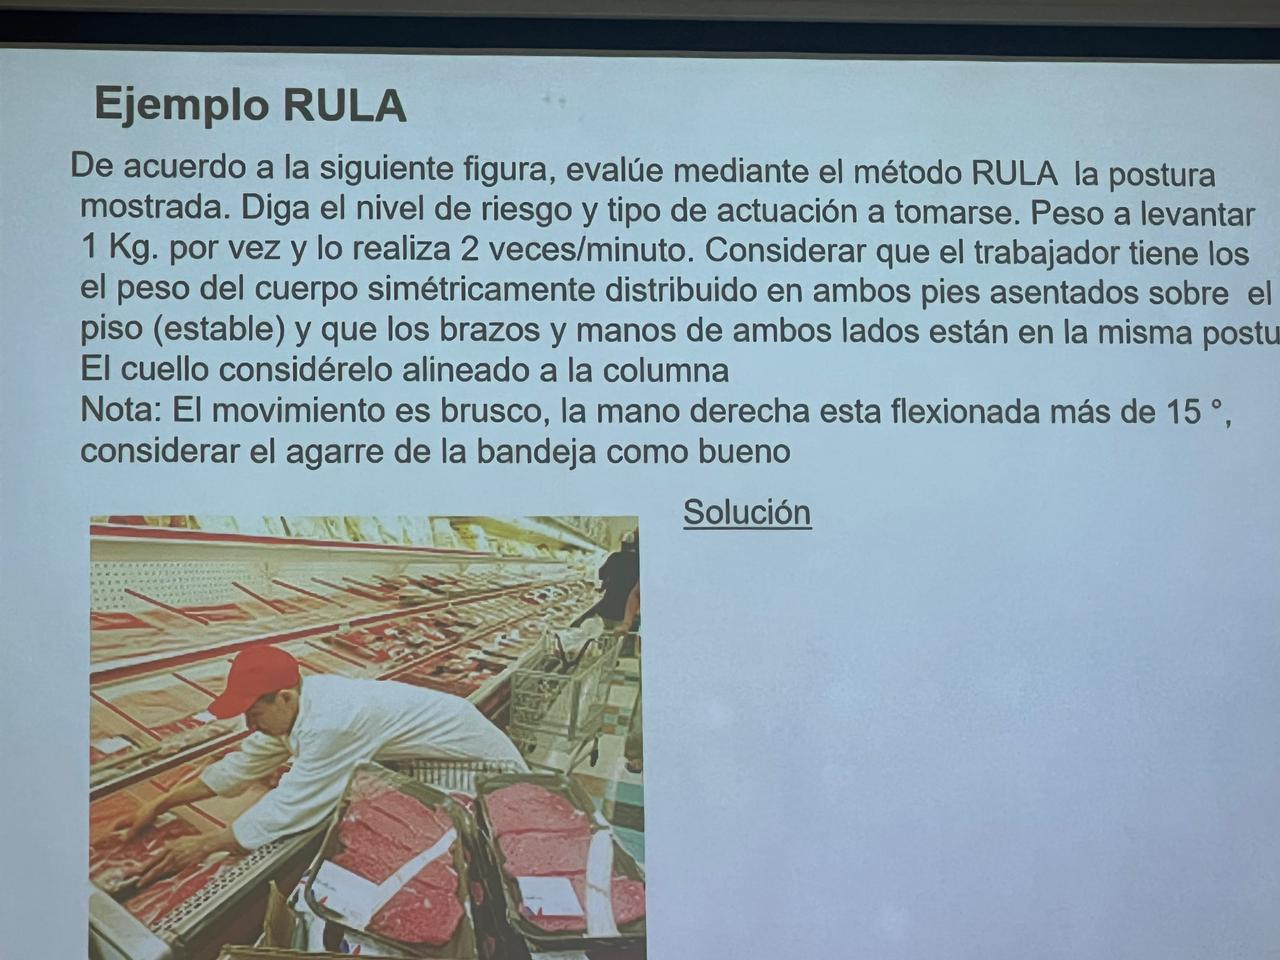 Ejemplo RULA
De acuerdo a la siguiente figura, evalúe mediante el método RULA la postura
mostrada. Diga el nivel de riesgo y tipo de actuación a tomarse. Peso a levantar
1 Kg. por vez y lo realiza 2 veces/minuto. Considerar que el trabajador tiene los
el peso del cuerpo simétricamente distribuido en ambos pies asentados sobre el
piso (estable) y que los brazos y manos de ambos lados están en la misma postu
El cuello considérelo alineado a la columna
Nota: El movimiento es brusco, la mano derecha esta flexionada más de 15 °,
considerar el agarre de la bandeja como bueno
Solución